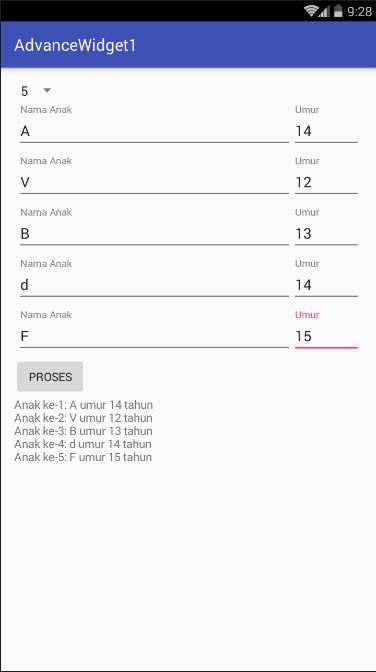 9:28
AdvanceWidget1
5
Nama Anak Umur
A 14
Nama Anak Umur
V 12
Nama Anak Umur
B 13
Nama Anak Umur
d 14
Nama Anak Umur
F 15
PROSES
Anak ke-1: A umur 14 tahun
Anak ke-2: V umur 12 tahun
Anak ke-3: B umur 13 tahun
Anak ke-4: d umur 14 tahun
Anak ke-5: F umur 15 tahun